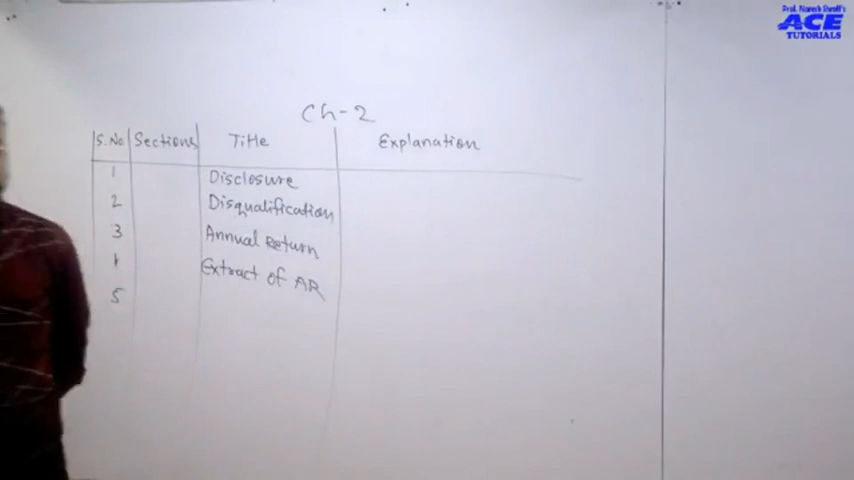 Prof. Naresh Shroff's
ACE
TUTORIALS
Ch-2
S.No Sections Title Explanation
1 Disclosure
2 Disqualification
3 Annual Return
4 Extract of AR
5